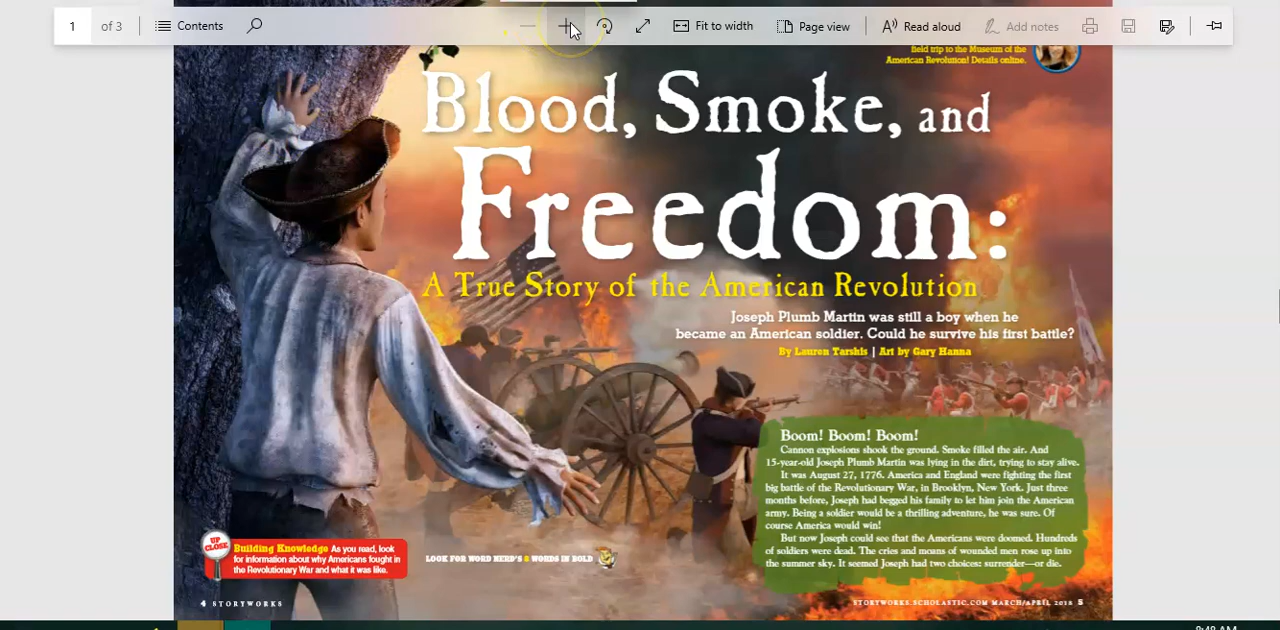 1 of 3 Contents Fit to width Page view Read aloud Add notes
field trip to the Museum of the
American Revolution! Details online.
Blood, Smoke, and
Freedom:
A True Story of the American Revolution
Joseph Plumb Martin was still a boy when he
became an American soldier. Could he survive his first battle?
By Lauren Tarshis | Art by Gary Hanna
Boom! Boom! Boom!
Cannon explosions shook the ground. Smoke filled the air. And
15-year-old Joseph Plumb Martin was lying in the dirt, trying to stay alive.
It was August 27, 1776. America and England were fighting the first
big battle of the Revolutionary War, in Brooklyn, New York. Just three
months before, Joseph had begged his family to let him join the American
army. Being a soldier would be a thrilling adventure, he was sure. Of
course America would win!
But now Joseph could see that the Americans were doomed. Hundreds
of soldiers were dead. The cries and moans of wounded men rose up into
the summer sky. It seemed Joseph had two choices: surrender—or die.
UP
CLOSE
Building Knowledge As you read, look
for information about why Americans fought in
the Revolutionary War and what it was like.
LOOK FOR WORD NERD'S 8 WORDS IN BOLD
4 STORYWORKS
STORYWORKS.SCHOLASTIC.COM MARCH/APRIL 2018 5